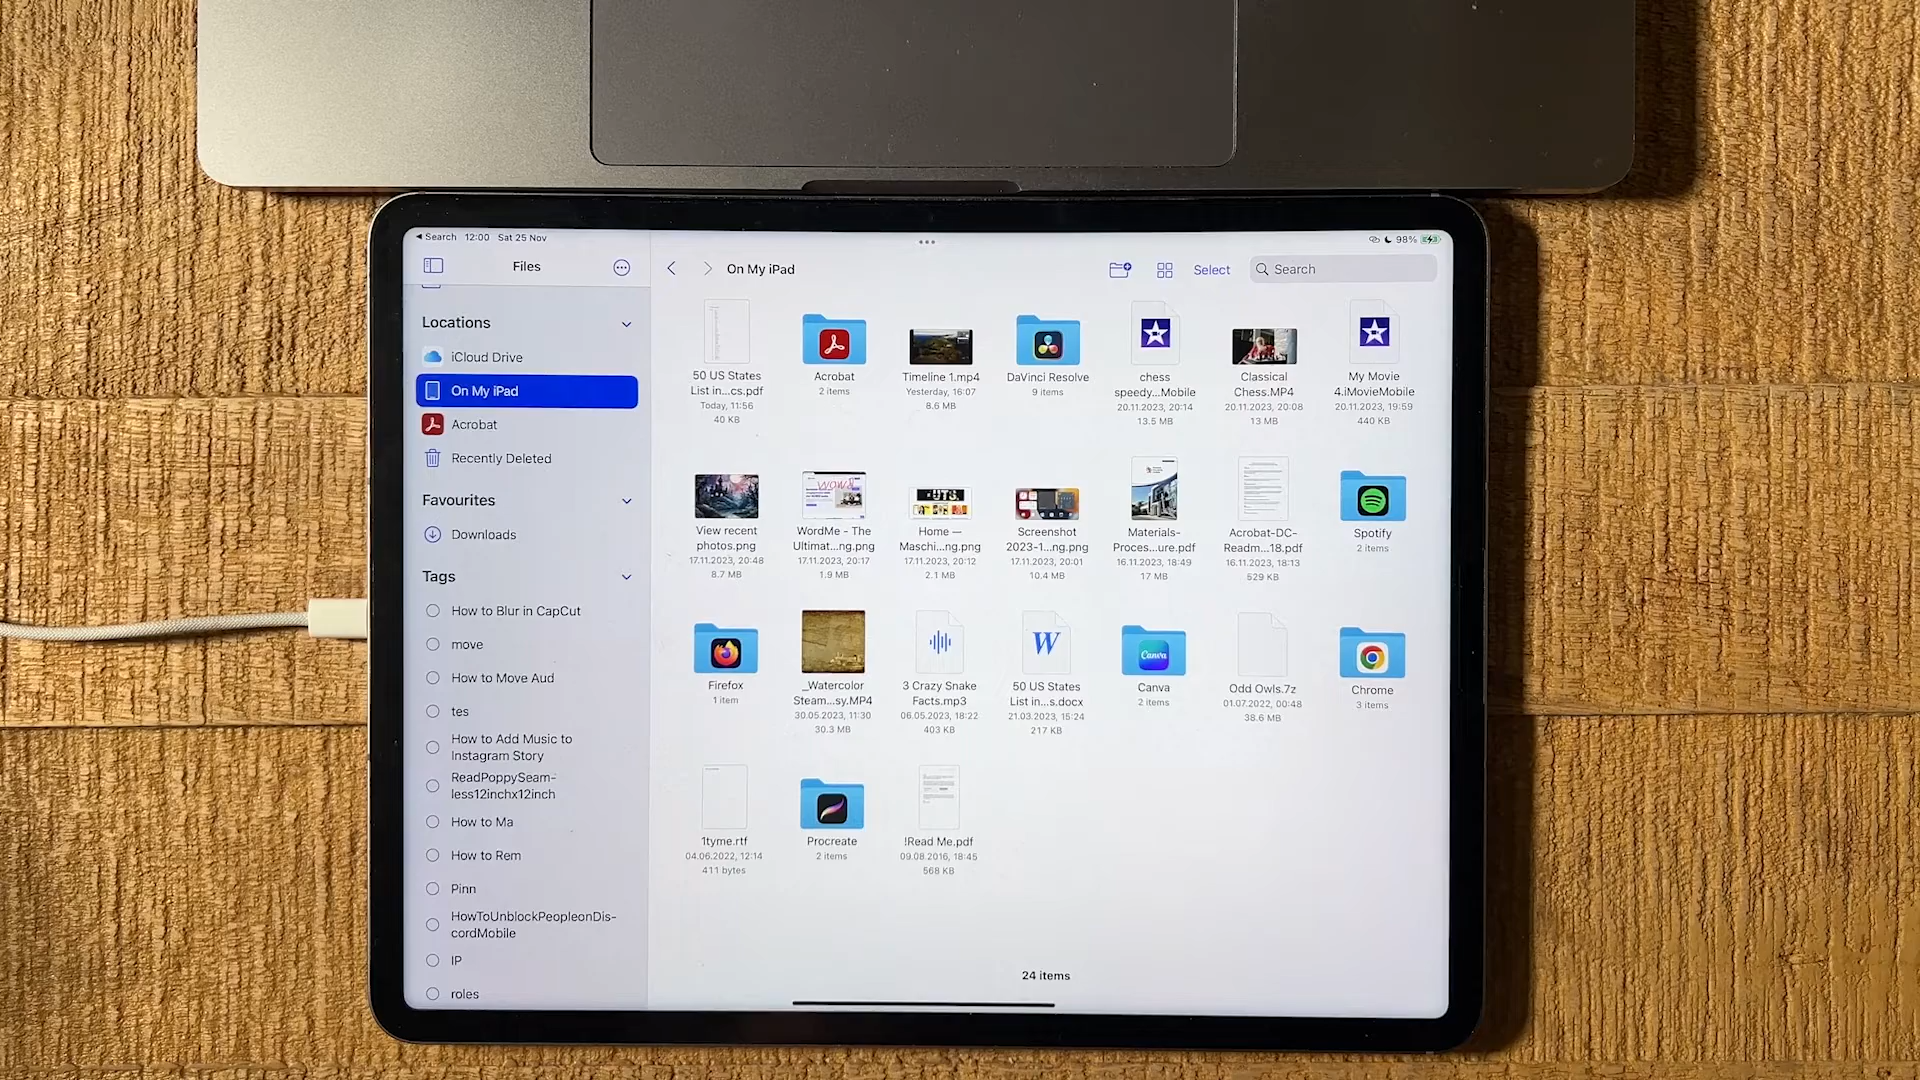 Search 12:00 Sat 25 Nov
98%
Files
On My iPad
Select
Search
Locations
iCloud Drive
On My iPad
Acrobat
Recently Deleted
Favourites
Downloads
Tags
How to Blur in CapCut
move
How to Move Aud
tes
How to Add Music to
Instagram Story
ReadPoppySeam-
less12inchx12inch
How to Ma
How to Rem
Pinn
HowToUnblockPeopleonDis-
cordMobile
IP
roles
50 US States
List in...cs.pdf
Today, 11:56
40 KB
Acrobat
2 items
Timeline 1.mp4
Yesterday, 16:07
8.6 MB
DaVinci Resolve
9 items
chess
speedy...Mobile
20.11.2023, 20:14
13.5 MB
Classical
Chess.MP4
20.11.2023, 20:08
13 MB
My Movie
4.iMovieMobile
20.11.2023, 19:59
440 KB
View recent
photos.png
17.11.2023, 20:48
8.7 MB
wows
WordMe - The
Ultimat...ng.png
17.11.2023, 20:17
1.9 MB
Home —
Maschi...ng.png
17.11.2023, 20:12
2.1 MB
Screenshot
2023-1...ng.png
17.11.2023, 20:01
10.4 MB
Materials-
Proces...ure.pdf
16.11.2023, 18:49
17 MB
Acrobat-DC-
Readm...18.pdf
16.11.2023, 18:13
529 KB
Spotify
2 items
Firefox
1 item
_Watercolor
Steam...sy.MP4
30.05.2023, 11:30
30.3 MB
3 Crazy Snake
Facts.mp3
06.05.2023, 18:22
403 KB
W
50 US States
List in...s.docx
21.03.2023, 15:24
217 KB
Canva
Canva
2 items
Odd Owls.7z
01.07.2022, 00:48
38.6 MB
Chrome
3 items
1tyme.rtf
04.06.2022, 12:14
411 bytes
Procreate
2 items
!Read Me.pdf
09.08.2016, 18:45
568 KB
24 items